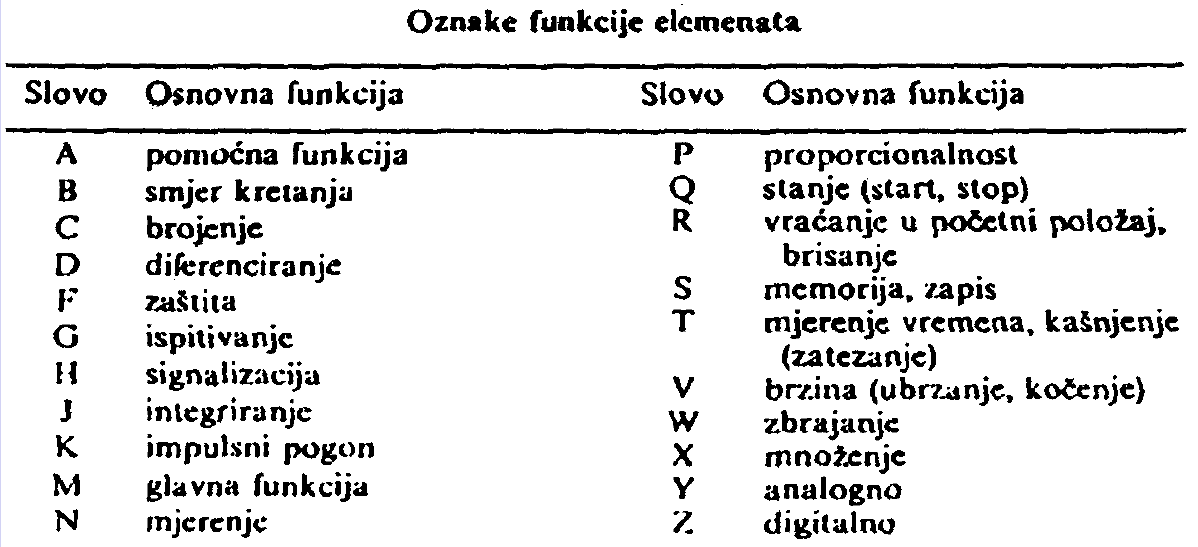 Oznake funkcije elemenata
Slovo Osnovna funkcija
A pomoćna funkcija
B smjer kretanja
C brojenje
D diferenciranje
F zaštita
G ispitivanje
H signalizacija
J integriranje
K impulsni pogon
M glavna funkcija
N mjerenje
Slovo Osnovna funkcija
P proporcionalnost
Q stanje (start, stop)
R vraćanje u početni položaj,
brisanje
S memorija, zapis
T mjerenje vremena, kašnjenje
(zatezanje)
V brzina (ubrzanje, kočenje)
W zbrajanje
X množenje
Y analogno
Z digitalno